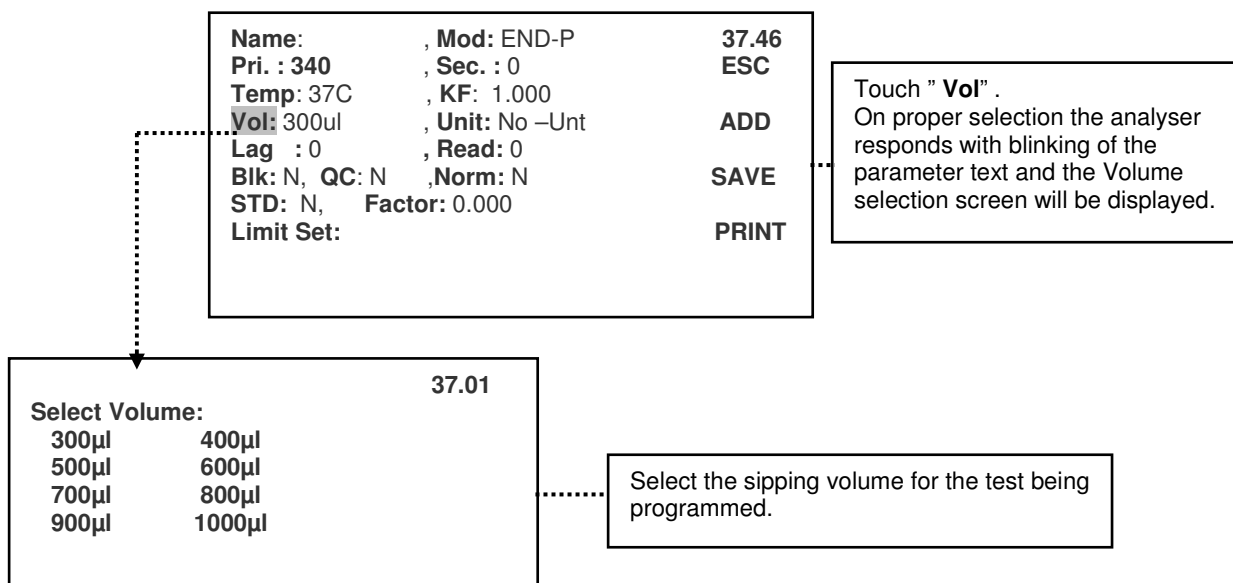 Name: , Mod: END-P 37.46
Pri. : 340 , Sec. : 0 ESC
Temp: 37C , KF: 1.000
Vol: 300ul , Unit: No –Unt ADD
Lag : 0 , Read: 0
Blk: N, QC: N ,Norm: N SAVE
STD: N, Factor: 0.000
Limit Set: PRINT
Touch ” Vol” .
On proper selection the analyser
responds with blinking of the
parameter text and the Volume
selection screen will be displayed.
37.01
Select Volume:
300µl 400µl
500µl 600µl
700µl 800µl
900µl 1000µl
Select the sipping volume for the test being
programmed.